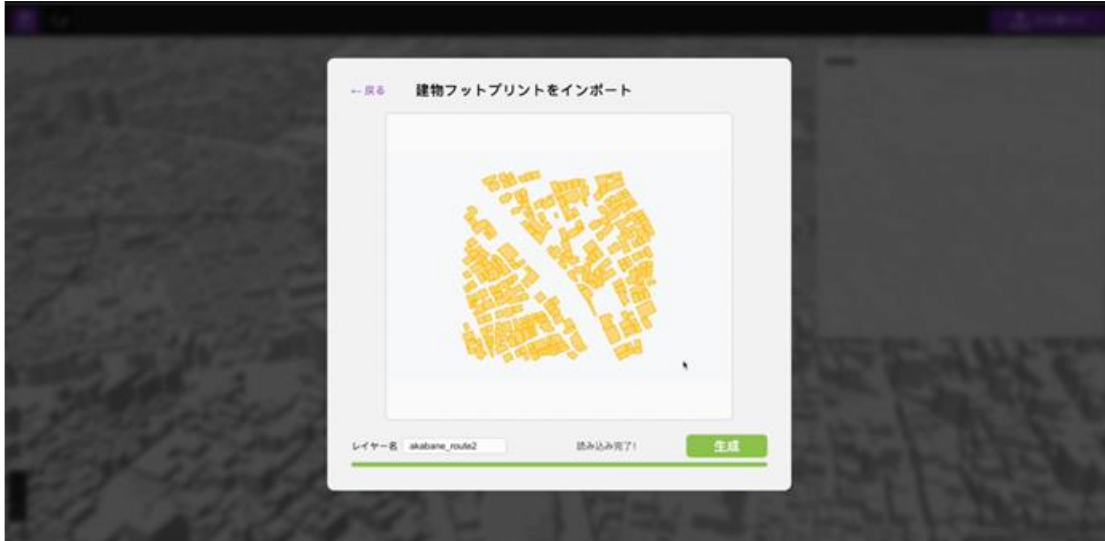 ← 戻る
建物フットプリントをインポート
レイヤー名 akabane_route2 読み込み完了! 生成